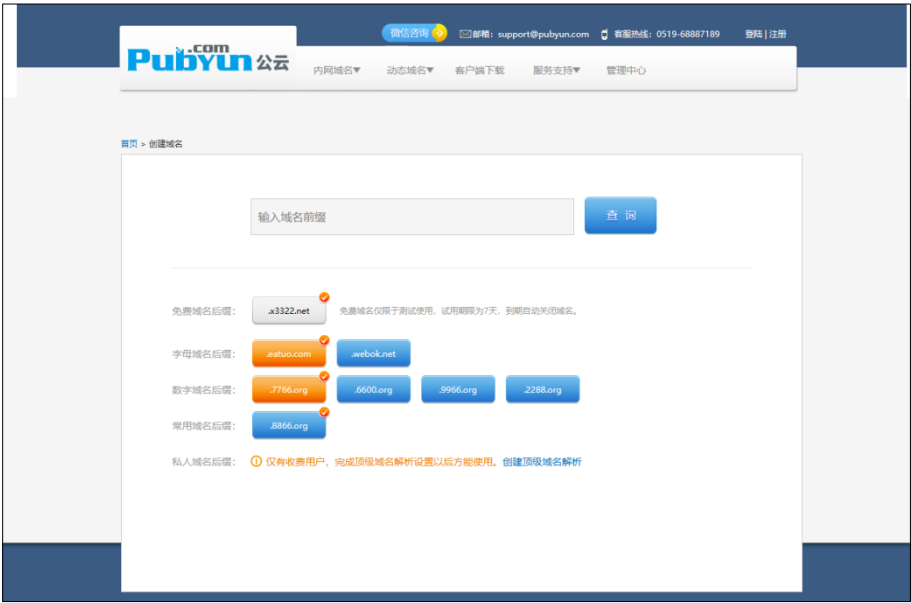 微信咨询 邮箱：support@pubyun.com 客服热线：0519-68887189 登陆 | 注册
Pubyun.com 公云
内网域名▼ 动态域名▼ 客户端下载 服务支持▼ 管理中心
首页 > 创建域名
输入域名前缀 查 询
免费域名后缀： .x3322.net 免费域名仅限于测试使用，试用期限为7天，到期自动关闭域名。
字母域名后缀： .eatuo.com .webok.net
数字域名后缀： .7766.org .6600.org .9966.org .2288.org
常用域名后缀： .8866.org
私人域名后缀： 仅有收费用户，完成顶级域名解析设置以后方能使用。创建顶级域名解析